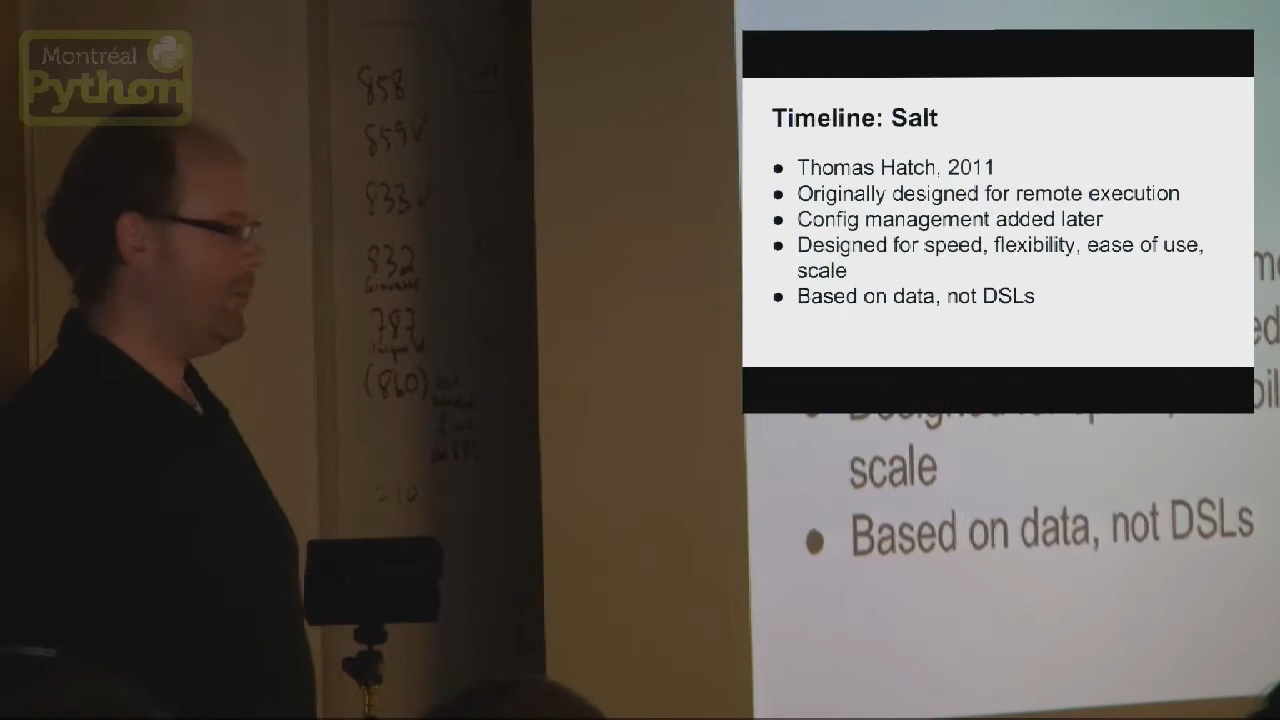 Montréal
Python
858
859 ✓
833 ✓
832
787
(860)
= 10
Timeline: Salt
● Thomas Hatch, 2011
● Originally designed for remote execution
● Config management added later
● Designed for speed, flexibility, ease of use,
scale
● Based on data, not DSLs
scale
● Based on data, not DSLs